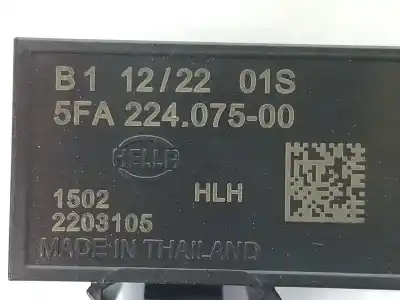 B1 12/22 01S
5FA 224.075-00
HELLA
1502 HLH
2203105
MADE IN THAILAND